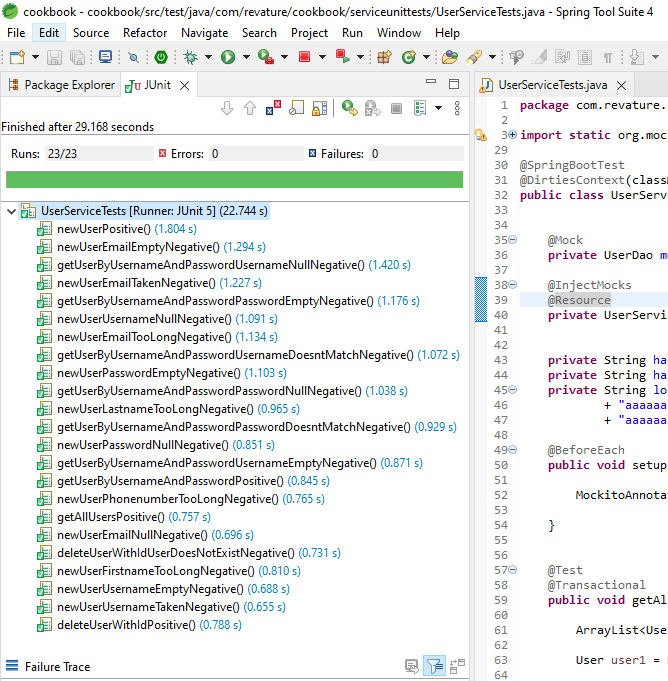 cookbook - cookbook/src/test/java/com/revature/cookbook/serviceunittests/UserServiceTests.java - Spring Tool Suite 4
File Edit Source Refactor Navigate Search Project Run Window Help
Package Explorer JUnit
Finished after 29.168 seconds
Runs: 23/23 Errors: 0 Failures: 0
UserServiceTests [Runner: JUnit 5] (22.744 s)
newUserPositive() (1.804 s)
newUserEmailEmptyNegative() (1.294 s)
getUserByUsernameAndPasswordUsernameNullNegative() (1.420 s)
newUserEmailTakenNegative() (1.227 s)
getUserByUsernameAndPasswordPasswordEmptyNegative() (1.176 s)
newUserUsernameNullNegative() (1.091 s)
newUserEmailTooLongNegative() (1.134 s)
getUserByUsernameAndPasswordUsernameDoesntMatchNegative() (1.072 s)
newUserPasswordEmptyNegative() (1.103 s)
getUserByUsernameAndPasswordPasswordNullNegative() (1.038 s)
newUserLastnameTooLongNegative() (0.965 s)
getUserByUsernameAndPasswordPasswordDoesntMatchNegative() (0.929 s)
newUserPasswordNullNegative() (0.851 s)
getUserByUsernameAndPasswordUsernameEmptyNegative() (0.871 s)
getUserByUsernameAndPasswordPositive() (0.845 s)
newUserPhonenumberTooLongNegative() (0.765 s)
getAllUsersPositive() (0.757 s)
newUserEmailNullNegative() (0.696 s)
deleteUserWithIdUserDoesNotExistNegative() (0.731 s)
newUserFirstnameTooLongNegative() (0.810 s)
newUserUsernameEmptyNegative() (0.688 s)
newUserUsernameTakenNegative() (0.655 s)
deleteUserWithIdPositive() (0.788 s)
Failure Trace
UserServiceTests.java
1 package com.revature.
2
3 import static org.moc
29
30 @SpringBootTest
31 @DirtiesContext(class
32 public class UserServ
33
34
35 @Mock
36 private UserDao m
37
38 @InjectMocks
39 @Resource
40 private UserServi
41
42
43 private String ha
44 private String ha
45 private String lo
46 + "aaaaaa
47 + "aaaaaa
48
49 @BeforeEach
50 public void setup
51
52 MockitoAnnota
53
54 }
55
56
57 @Test
58 @Transactional
59 public void getAl
60
61 ArrayList<Use
62
63 User user1 =
64